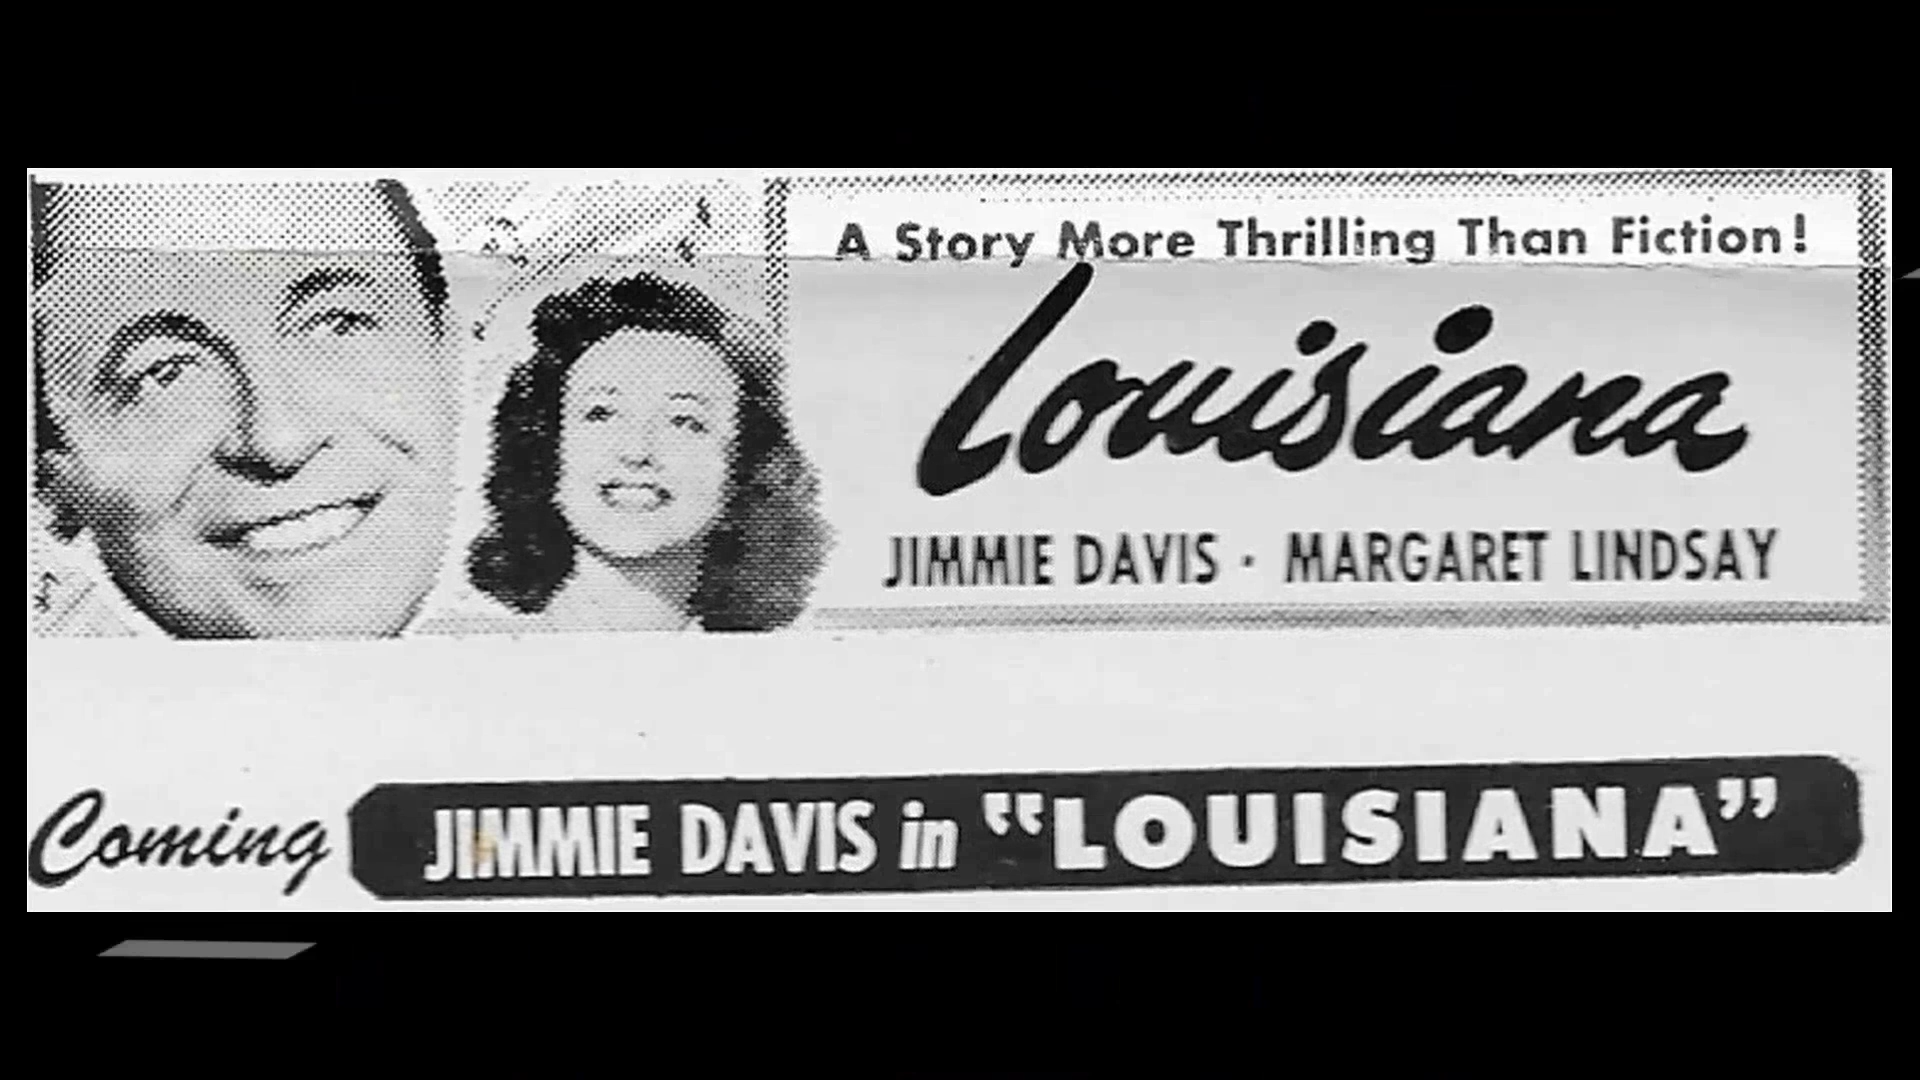 A Story More Thrilling Than Fiction!
Louisiana
JIMMIE DAVIS · MARGARET LINDSAY
Coming JIMMIE DAVIS in “LOUISIANA”